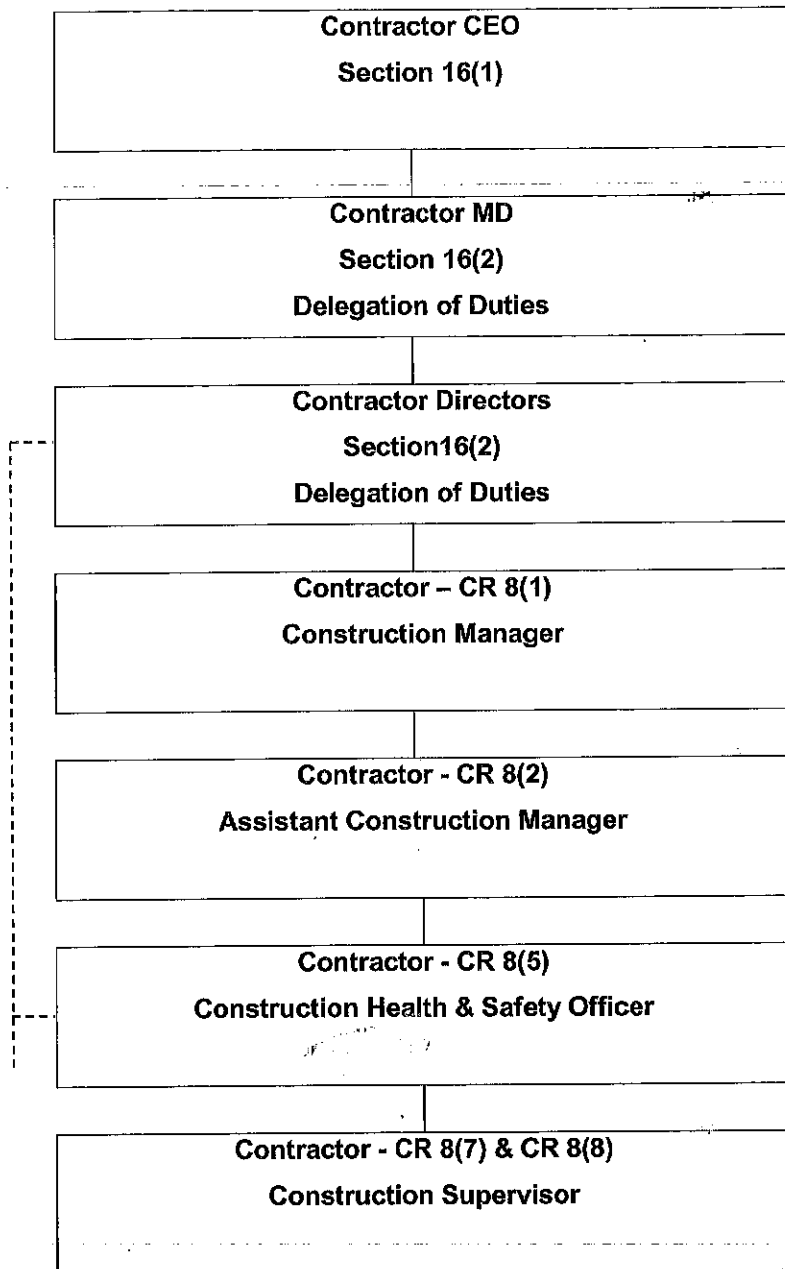 Contractor CEO
Section 16(1)
Contractor MD
Section 16(2)
Delegation of Duties
Contractor Directors
Section16(2)
Delegation of Duties
Contractor – CR 8(1)
Construction Manager
Contractor - CR 8(2)
Assistant Construction Manager
Contractor - CR 8(5)
Construction Health & Safety Officer
Contractor - CR 8(7) & CR 8(8)
Construction Supervisor